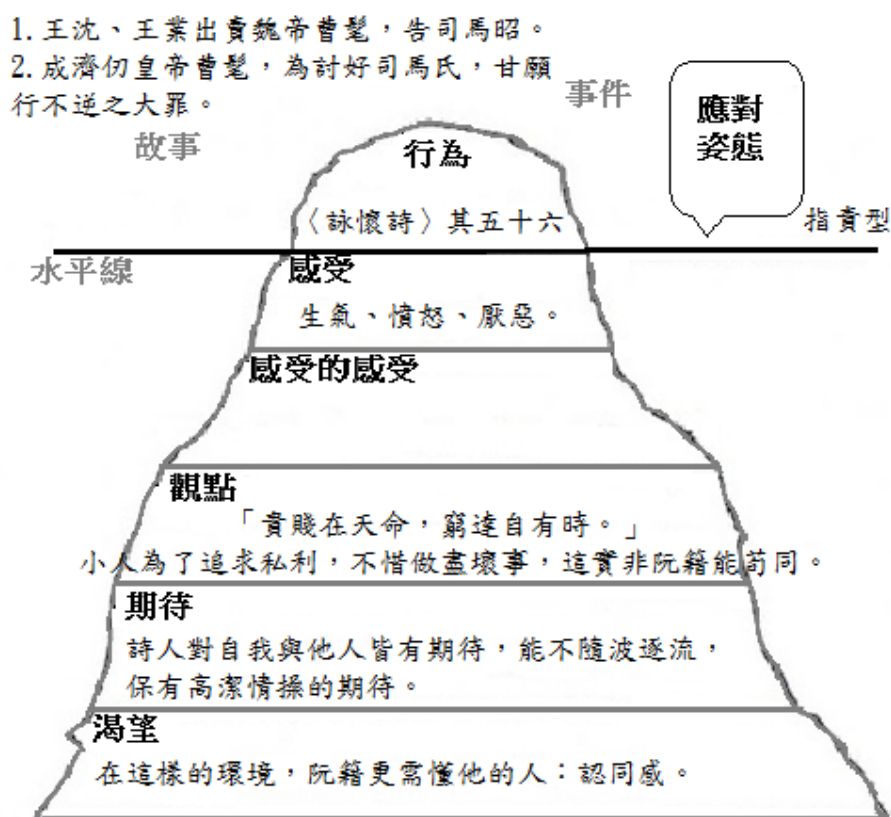 1. 王沈、王業出賣魏帝曹髦，告司馬昭。
2. 成濟仞皇帝曹髦，為討好司馬氏，甘願
行不逆之大罪。
事件
故事
應對
姿態
行為
〈詠懷詩〉其五十六
指責型
水平線
感受
生氣、憤怒、厭惡。
感受的感受
觀點
「貴賤在天命，窮達自有時。」
小人為了追求私利，不惜做盡壞事，這實非阮籍能苟同。
期待
詩人對自我與他人皆有期待，能不隨波逐流，
保有高潔情操的期待。
渴望
在這樣的環境，阮籍更需懂他的人：認同感。